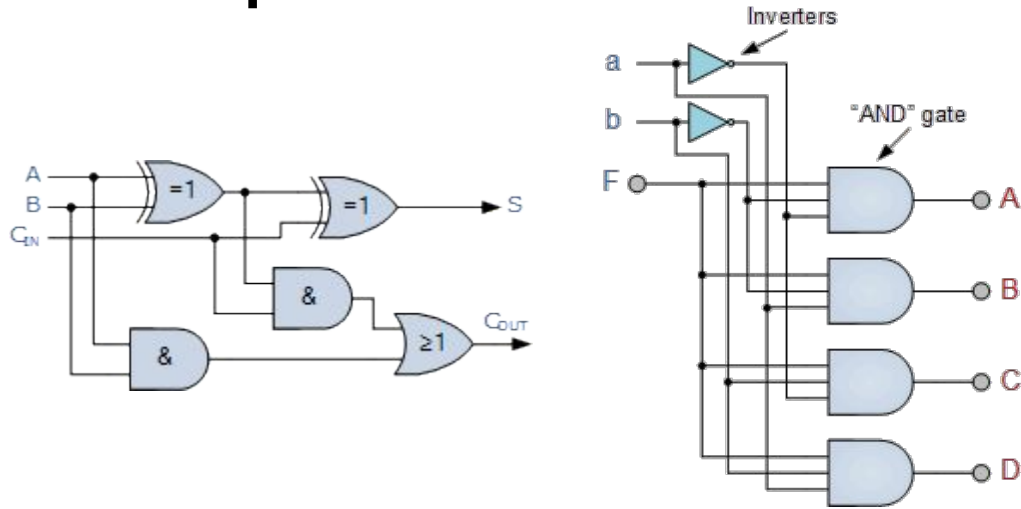 A
B
CIN
=1
=1
S
&
&
≥1
COUT
Inverters
a
b
F
"AND" gate
A
B
C
D